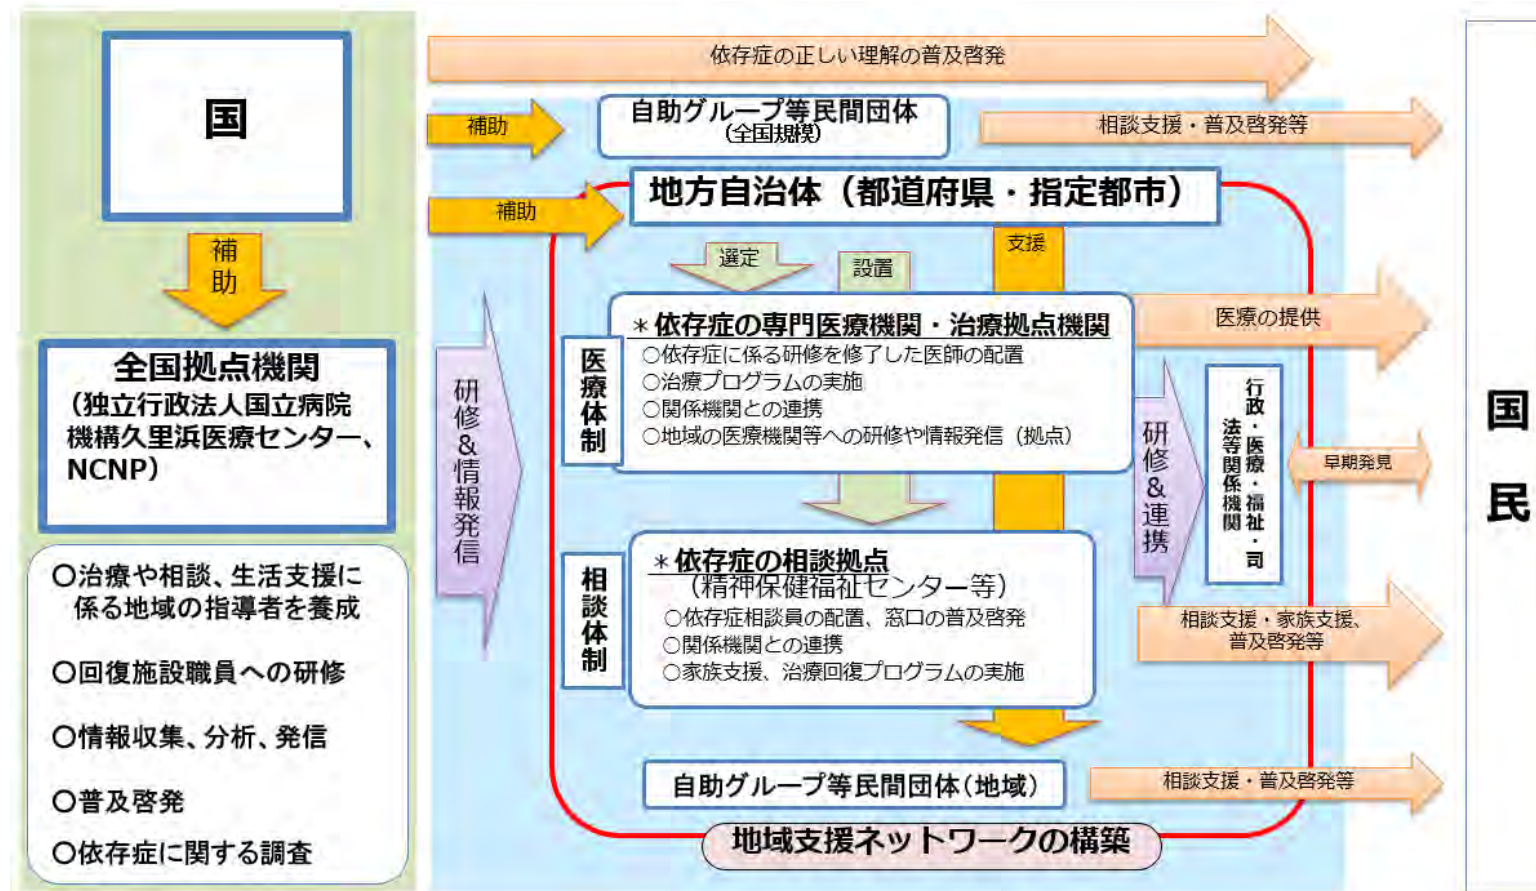 国
補
助
全国拠点機関
（独立行政法人国立病院
機構久里浜医療センター、
NCNP）
〇治療や相談、生活支援に
係る地域の指導者を養成
〇回復施設職員への研修
〇情報収集、分析、発信
〇普及啓発
〇依存症に関する調査
依存症の正しい理解の普及啓発
補助
自助グループ等民間団体
（全国規模）
相談支援・普及啓発等
補助
地方自治体（都道府県・指定都市）
選定
設置
支援
研修&情報発信
医療体制
＊依存症の専門医療機関・治療拠点機関
○依存症に係る研修を修了した医師の配置
○治療プログラムの実施
○関係機関との連携
○地域の医療機関等への研修や情報発信（拠点）
医療の提供
研修&連携
行政・医療・福祉・司
法等関係機関
早期発見
相談体制
＊依存症の相談拠点
（精神保健福祉センター等）
○依存症相談員の配置、窓口の普及啓発
○関係機関との連携
○家族支援、治療回復プログラムの実施
相談支援・家族支援、
普及啓発等
自助グループ等民間団体（地域）
相談支援・普及啓発等
地域支援ネットワークの構築
国民